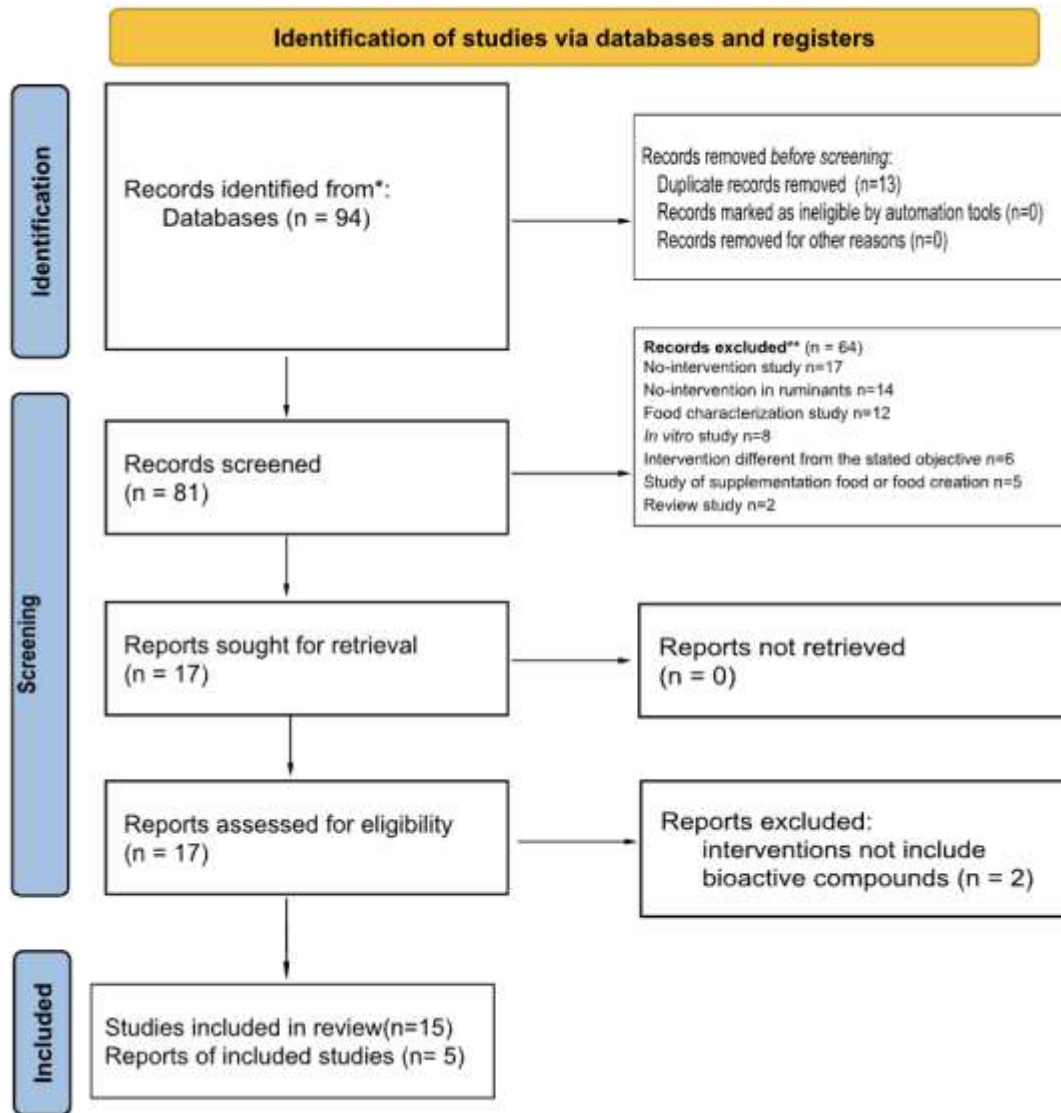 Identification of studies via databases and registers
Identification
Records identified from*:
Databases (n = 94)
Records removed before screening:
Duplicate records removed (n=13)
Records marked as ineligible by automation tools (n=0)
Records removed for other reasons (n=0)
Screening
Records screened
(n = 81)
Records excluded** (n = 64)
No-intervention study n=17
No-intervention in ruminants n=14
Food characterization study n=12
In vitro study n=8
Intervention different from the stated objective n=6
Study of supplementation food or food creation n=5
Review study n=2
Reports sought for retrieval
(n = 17)
Reports not retrieved
(n = 0)
Reports assessed for eligibility
(n = 17)
Reports excluded:
interventions not include
bioactive compounds (n = 2)
Included
Studies included in review(n=15)
Reports of included studies (n= 5)